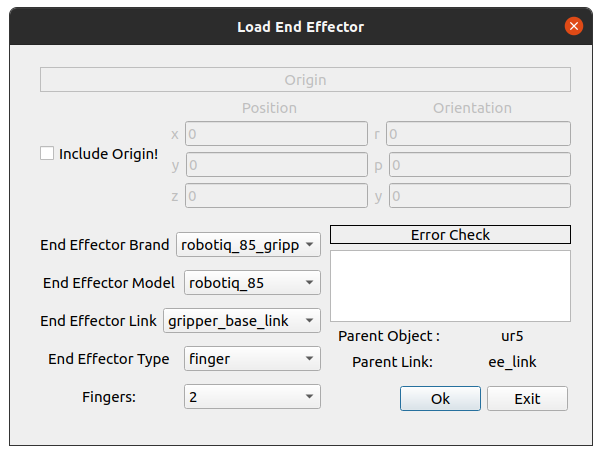 Load End Effector
Origin
Position Orientation
x 0 r 0
Include Origin!
y 0 p 0
z 0 y 0
End Effector Brand robotiq_85_gripp
Error Check
End Effector Model robotiq_85
End Effector Link gripper_base_link
Parent Object : ur5
End Effector Type finger
Parent Link: ee_link
Fingers: 2
Ok Exit